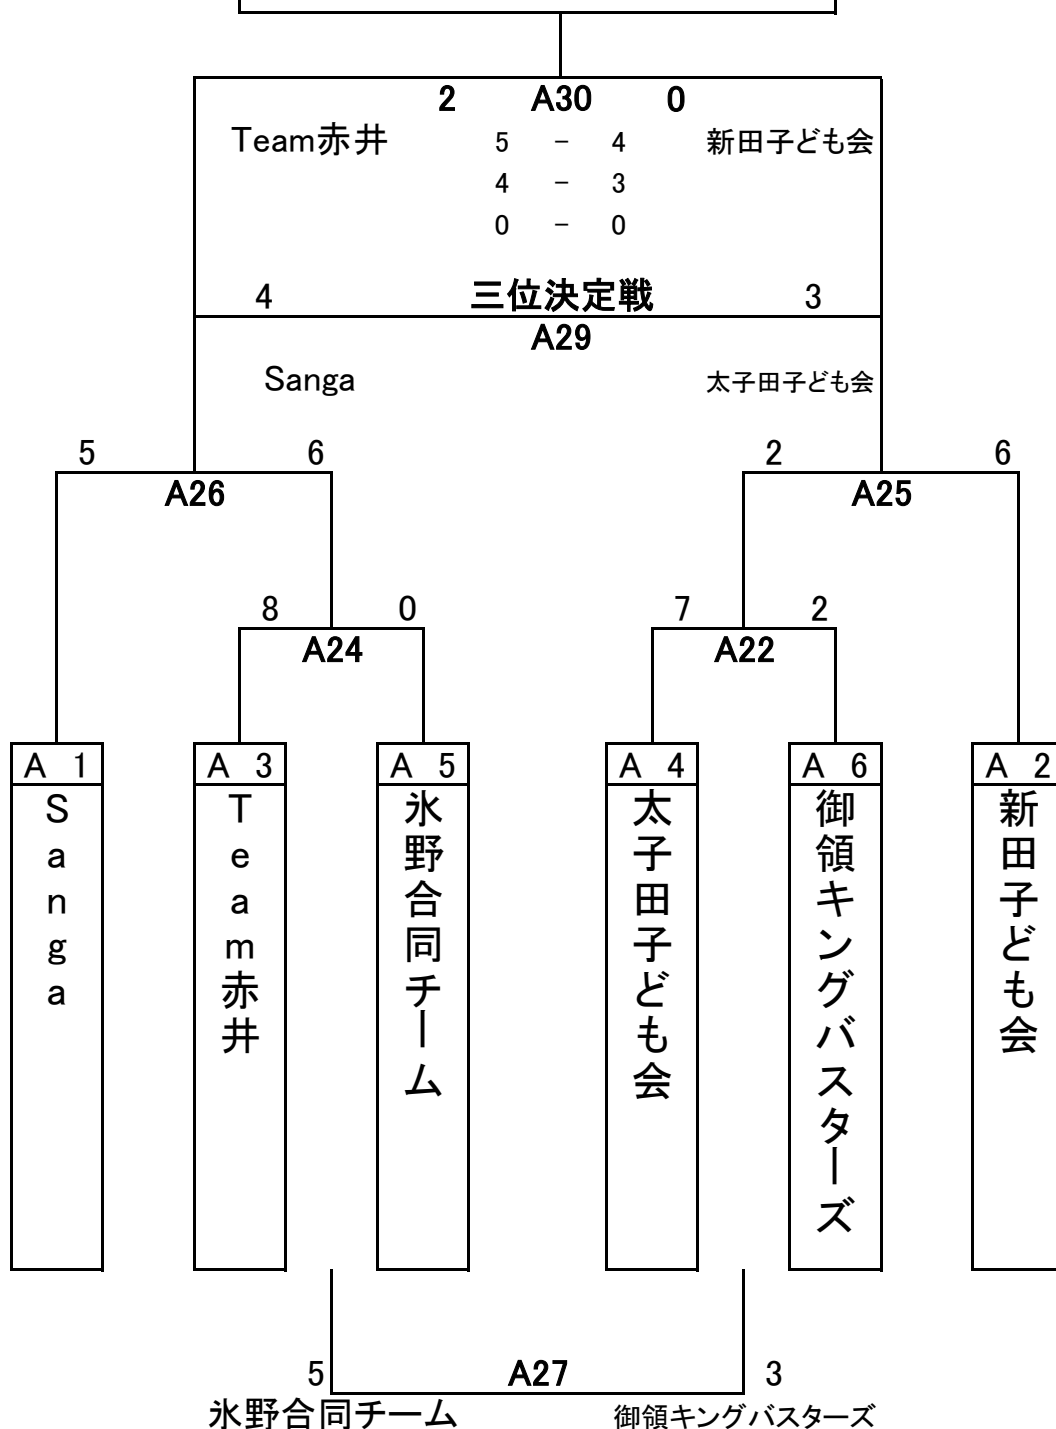 2 A30 0
Team赤井 5 － 4 新田子ども会
4 － 3
0 － 0
4 三位決定戦 3
A29
Sanga 太子田子ども会
5 6 2 6
A26 A25
8 0 7 2
A24 A22
A 1 A 3 A 5 A 4 A 6 A 2
Sanga
Team赤井
氷野合同チーム
太子田子ども会
御領キングバスターズ
新田子ども会
5 A27 3
氷野合同チーム 御領キングバスターズ